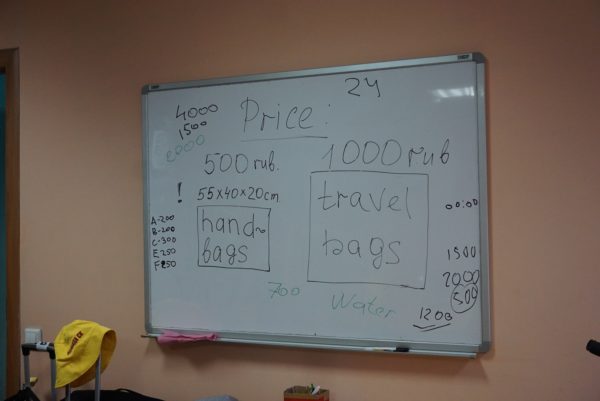 24
4000
1500
2000
Price:
500 rub.
1000 rub
!
55x40x20cm
hand-
bags
travel
bags
A-200
B-200
C-300
E 250
F 250
00:00
1500
2000
500
1200
700
Water